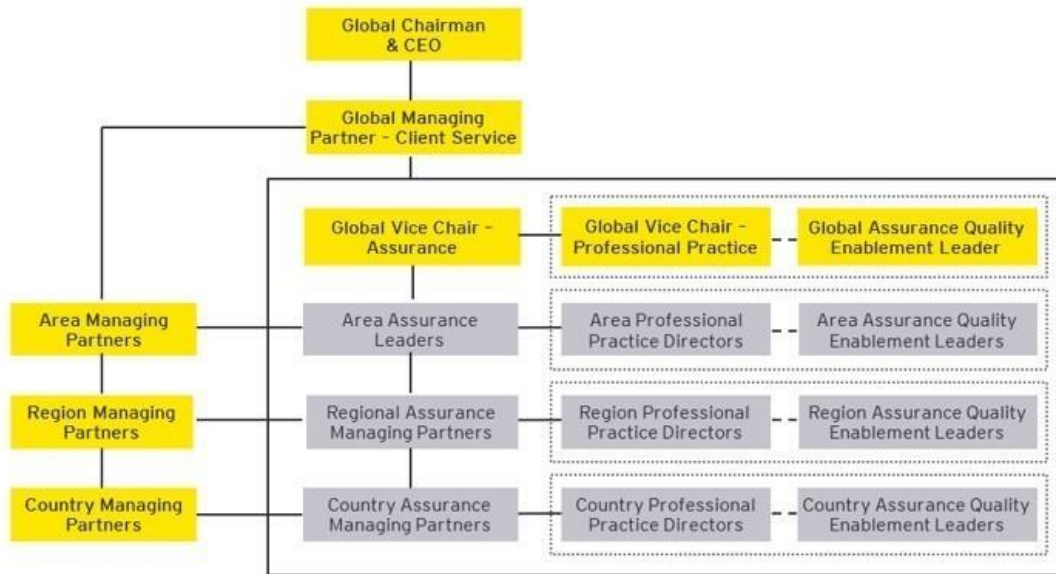 Global Chairman
& CEO
Global Managing
Partner – Client Service
Global Vice Chair –
Assurance
Global Vice Chair –
Professional Practice
Global Assurance Quality
Enablement Leader
Area Managing
Partners
Area Assurance
Leaders
Area Professional
Practice Directors
Area Assurance Quality
Enablement Leaders
Region Managing
Partners
Regional Assurance
Managing Partners
Region Professional
Practice Directors
Region Assurance Quality
Enablement Leaders
Country Managing
Partners
Country Assurance
Managing Partners
Country Professional
Practice Directors
Country Assurance Quality
Enablement Leaders